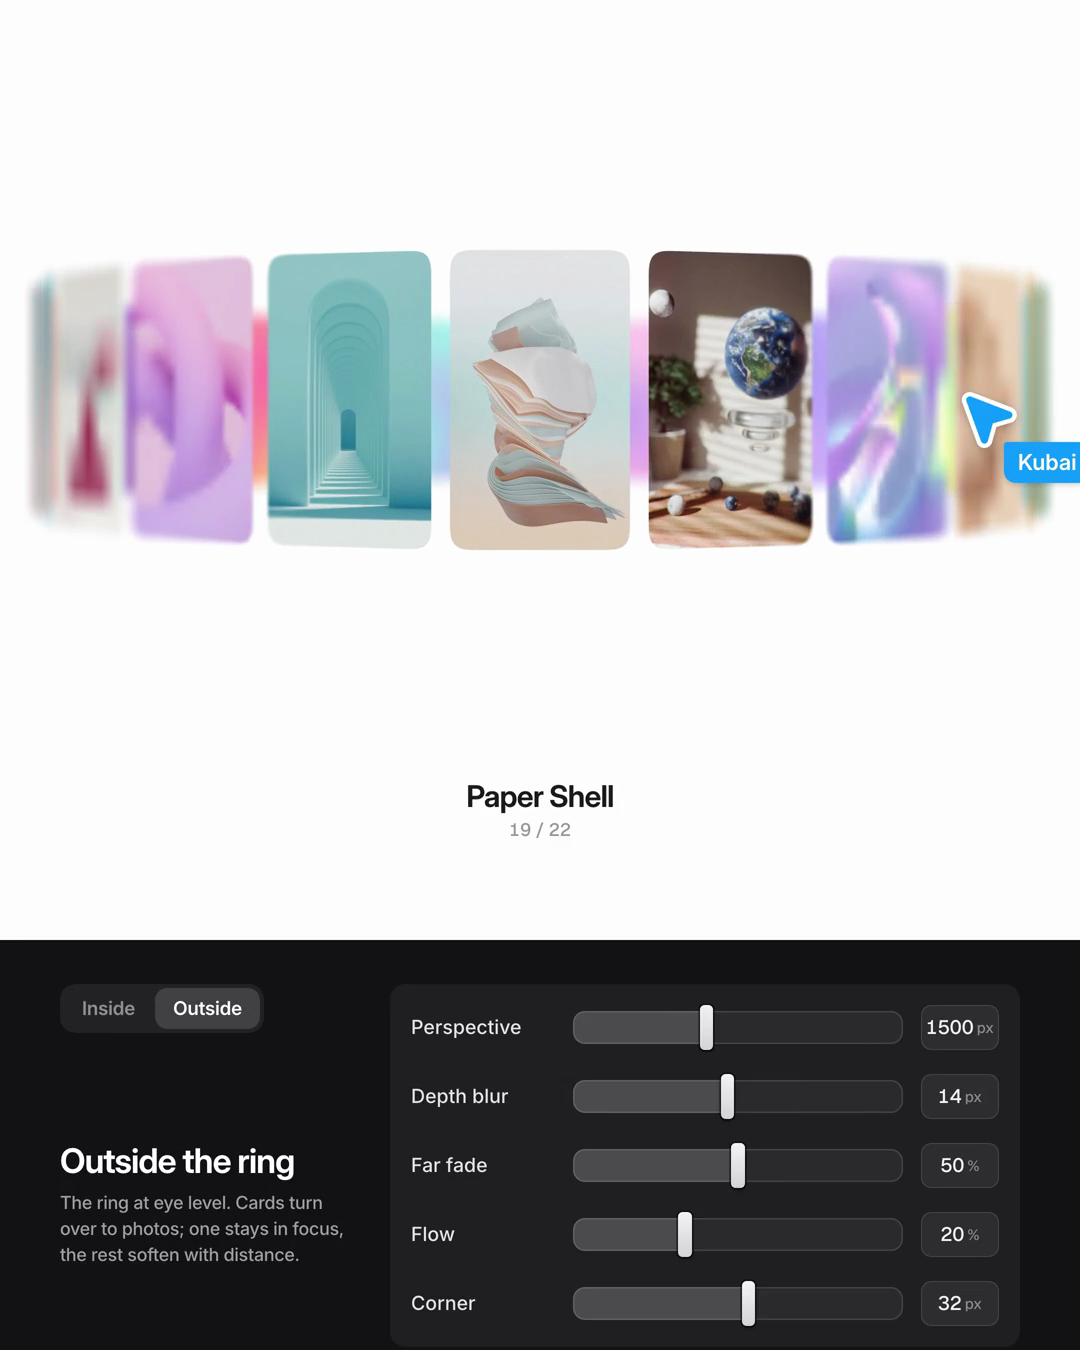 Kubai
Paper Shell
19 / 22
Inside
Outside
Outside the ring
The ring at eye level. Cards turn
over to photos; one stays in focus,
the rest soften with distance.
Perspective
1500 px
Depth blur
14 px
Far fade
50 %
Flow
20 %
Corner
32 px